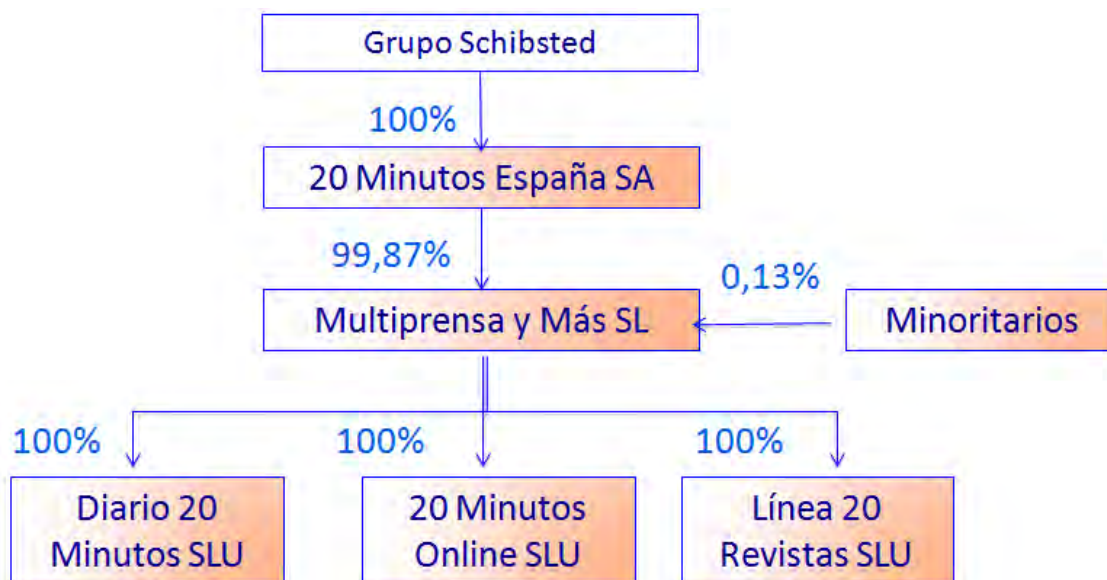 Grupo Schibsted
100%
20 Minutos España SA
99,87%
0,13%
Multiprensa y Más SL
Minoritarios
100%
100%
100%
Diario 20
Minutos SLU
20 Minutos
Online SLU
Línea 20
Revistas SLU